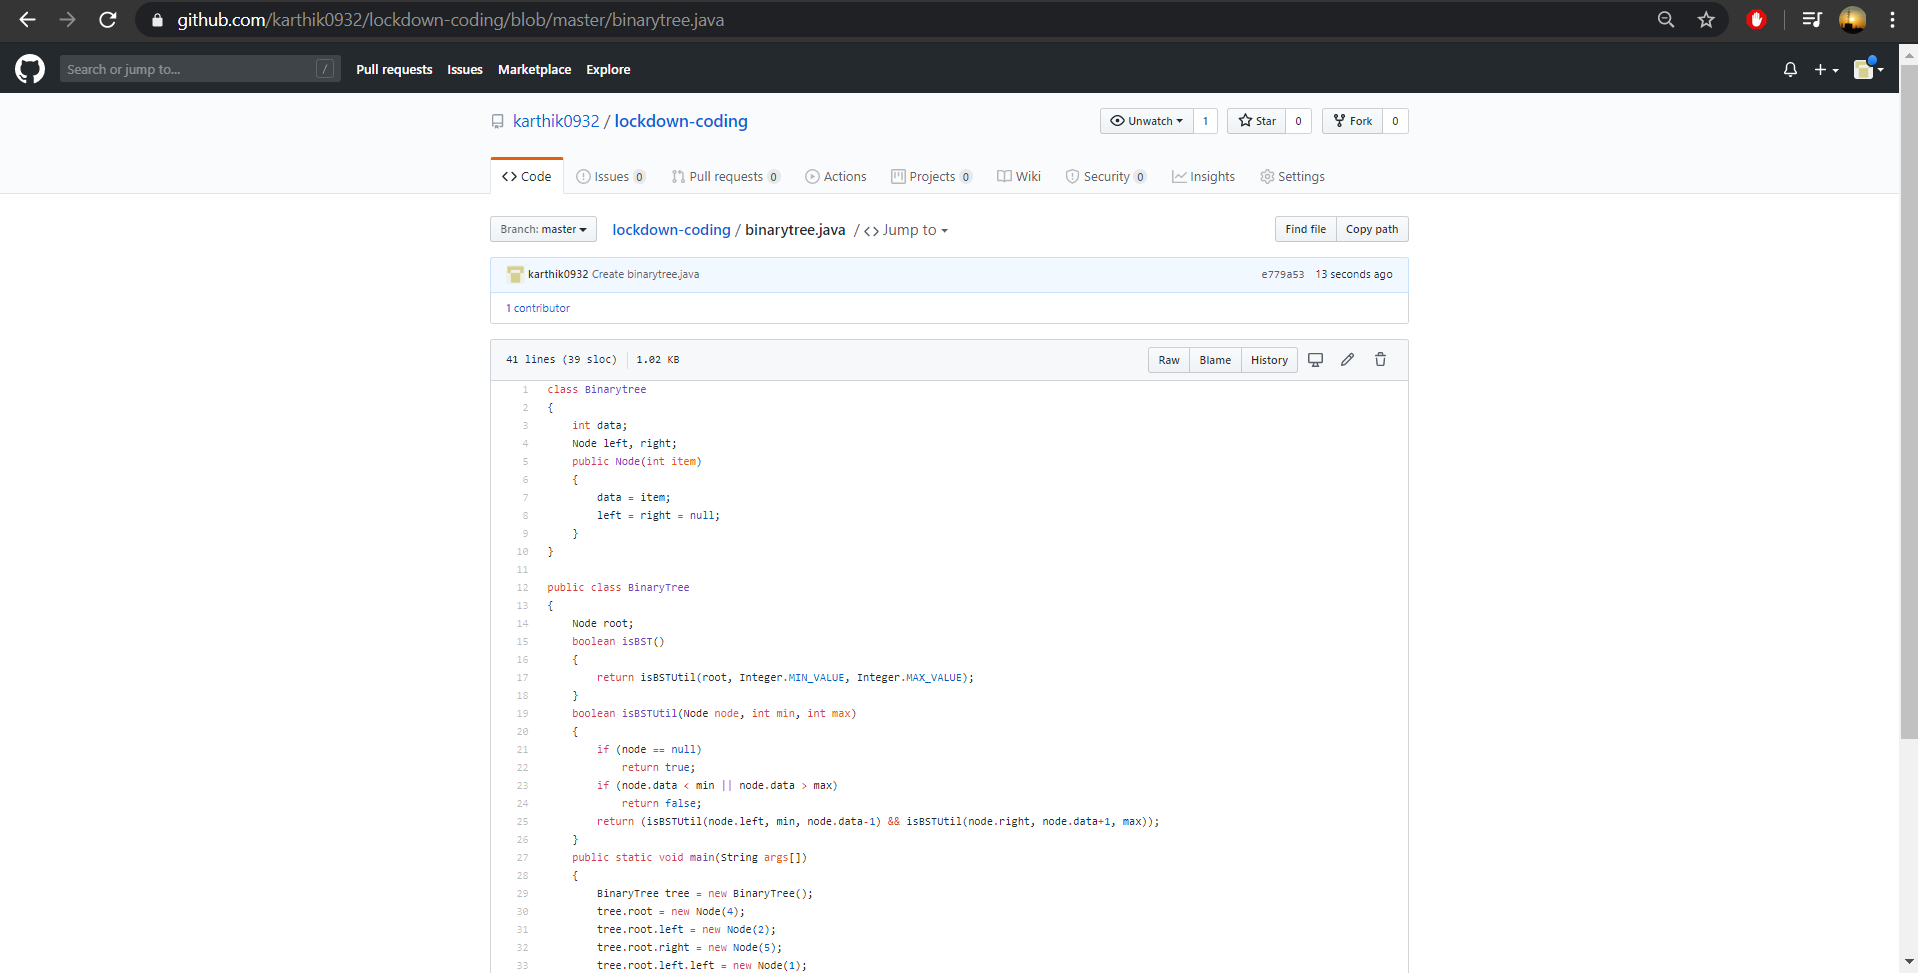 github.com/karthik0932/lockdown-coding/blob/master/binarytree.java
Search or jump to... / Pull requests Issues Marketplace Explore
karthik0932 / lockdown-coding Unwatch 1 Star 0 Fork 0
Code Issues 0 Pull requests 0 Actions Projects 0 Wiki Security 0 Insights Settings
Branch: master lockdown-coding / binarytree.java / <> Jump to Find file Copy path
karthik0932 Create binarytree.java e779a53 13 seconds ago
1 contributor
41 lines (39 sloc) 1.02 KB Raw Blame History
1 class Binarytree
2 {
3     int data;
4     Node left, right;
5     public Node(int item)
6     {
7         data = item;
8         left = right = null;
9     }
10 }
11
12 public class BinaryTree
13 {
14     Node root;
15     boolean isBST()
16     {
17         return isBSTUtil(root, Integer.MIN_VALUE, Integer.MAX_VALUE);
18     }
19     boolean isBSTUtil(Node node, int min, int max)
20     {
21         if (node == null)
22             return true;
23         if (node.data < min || node.data > max)
24             return false;
25         return (isBSTUtil(node.left, min, node.data-1) && isBSTUtil(node.right, node.data+1, max));
26     }
27     public static void main(String args[])
28     {
29         BinaryTree tree = new BinaryTree();
30         tree.root = new Node(4);
31         tree.root.left = new Node(2);
32         tree.root.right = new Node(5);
33         tree.root.left.left = new Node(1);